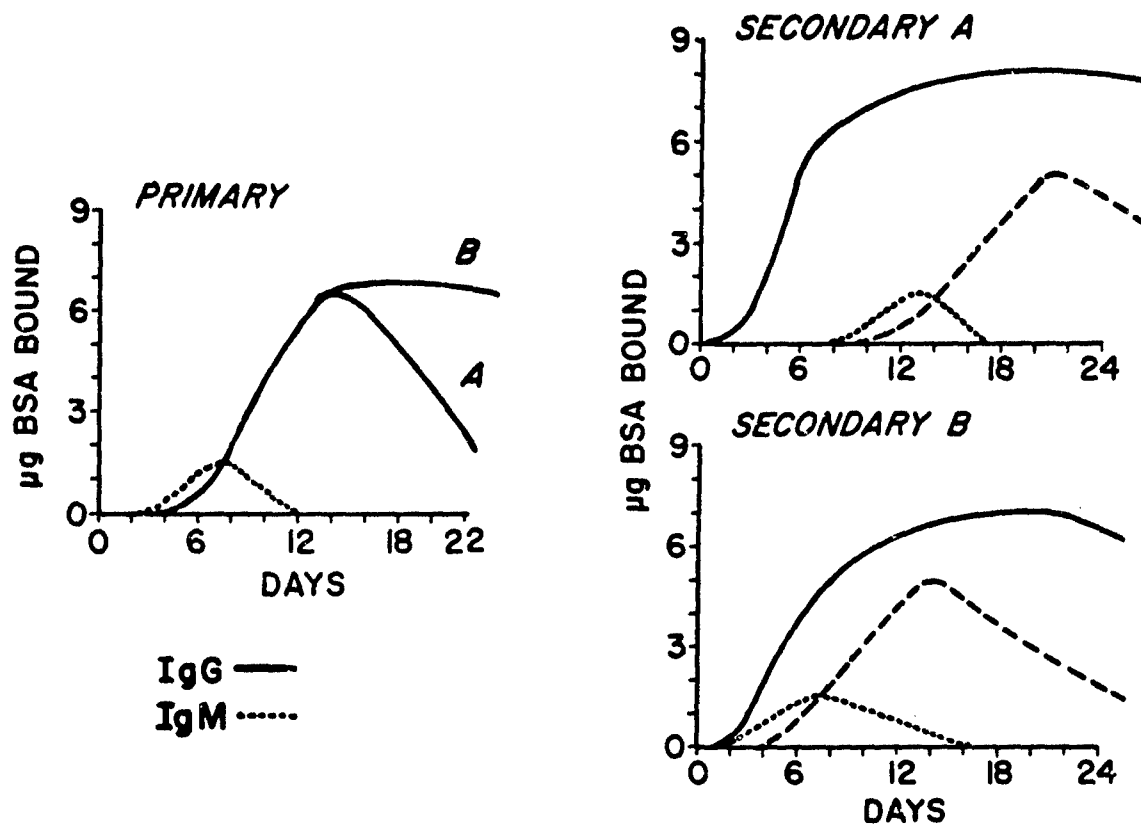 PRIMARY
9
6
3
0
B
A
µg BSA BOUND
0 6 12 18 22
DAYS
IgG
IgM
SECONDARY A
9
6
3
0
0 6 12 18 24
µg BSA BOUND
SECONDARY B
9
6
3
0
0 6 12 18 24
DAYS